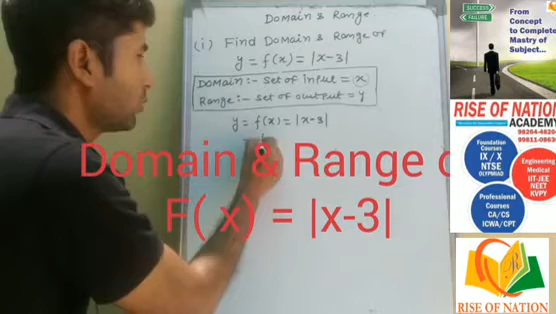 Domain & Range
(i) Find Domain & Range of
y = f(x) = |x-3|
Domain:- Set of input = x
Range:- Set of output = y
y = f(x) = |x-3|
Domain & Range o
F( x) = |x-3|
SUCCESS
FAILURE
From
Concept
to Complete
Mastry of
Subject...
RISE OF NATION
ACADEMY
Foundation
Courses
IX / X
NTSE
OLYMPIAD
Engineering
Medical
IIT-JEE
NEET
KVPY
Professional
Courses
CA/CS
ICWA/CPT
RISE OF NATION